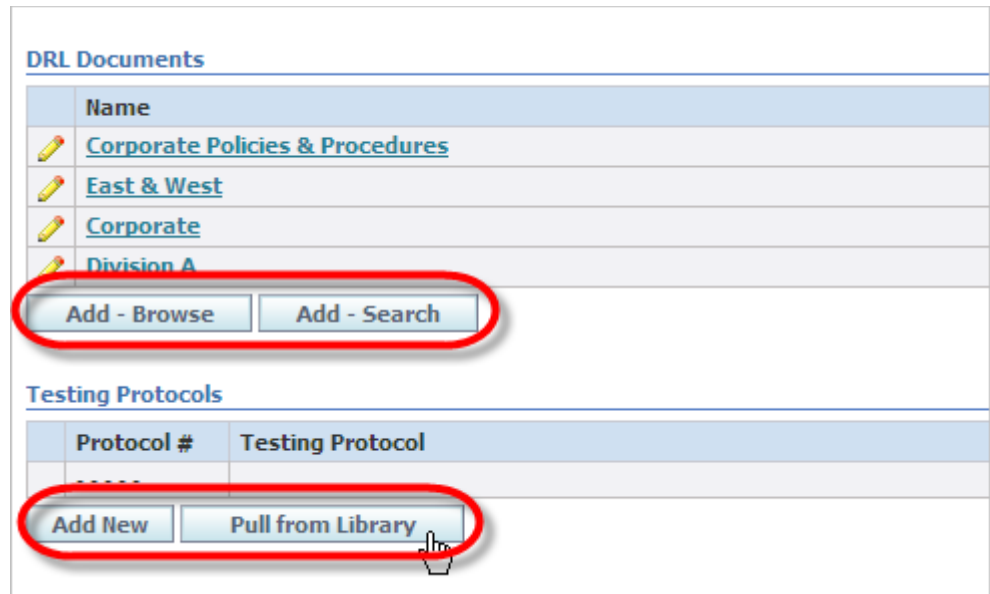 DRL Documents
Name
Corporate Policies & Procedures
East & West
Corporate
Division A
Add - Browse Add - Search
Testing Protocols
Protocol # Testing Protocol
Add New Pull from Library